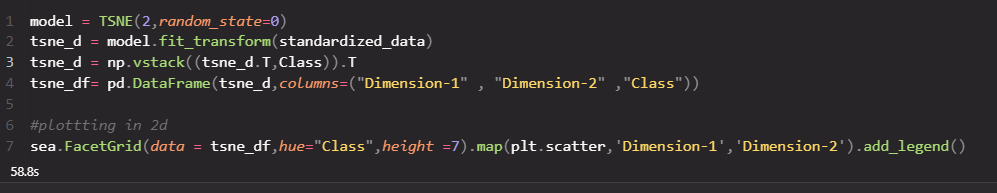 1 model = TSNE(2,random_state=0)
2 tsne_d = model.fit_transform(standardized_data)
3 tsne_d = np.vstack((tsne_d.T,Class)).T
4 tsne_df= pd.DataFrame(tsne_d,columns=("Dimension-1" , "Dimension-2" ,"Class"))
5
6 #plottting in 2d
7 sea.FacetGrid(data = tsne_df,hue="Class",height =7).map(plt.scatter,'Dimension-1','Dimension-2').add_legend()
58.8s